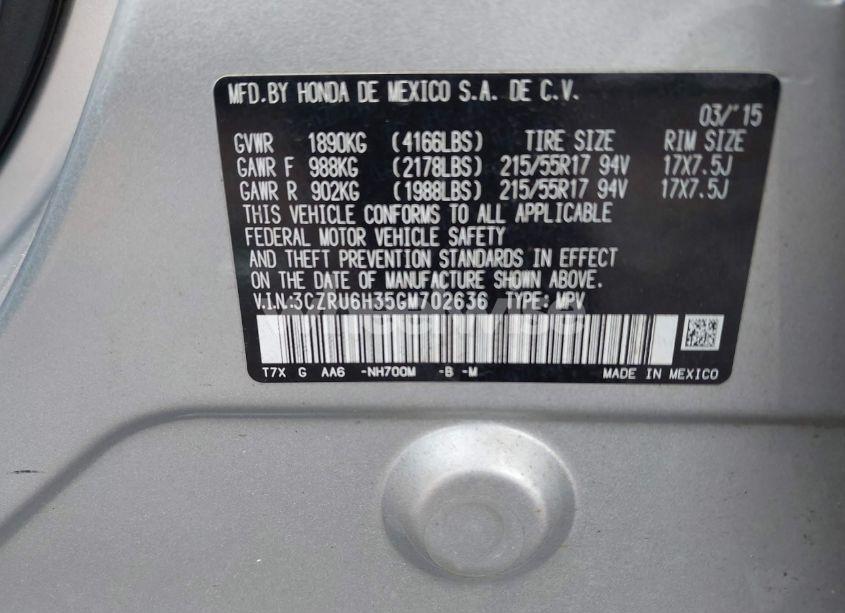 MFD.BY HONDA DE MEXICO S.A. DE C.V.
03/'15
GVWR 1890KG (4166LBS) TIRE SIZE RIM SIZE
GAWR F 988KG (2178LBS) 215/55R17 94V 17X7.5J
GAWR R 902KG (1988LBS) 215/55R17 94V 17X7.5J
THIS VEHICLE CONFORMS TO ALL APPLICABLE
FEDERAL MOTOR VEHICLE SAFETY
AND THEFT PREVENTION STANDARDS IN EFFECT
ON THE DATE OF MANUFACTURE SHOWN ABOVE.
V.I.N.:3CZRU6H35GM702636 TYPE: MPV
T7X G AA6 -NH700M -B -M MADE IN MEXICO